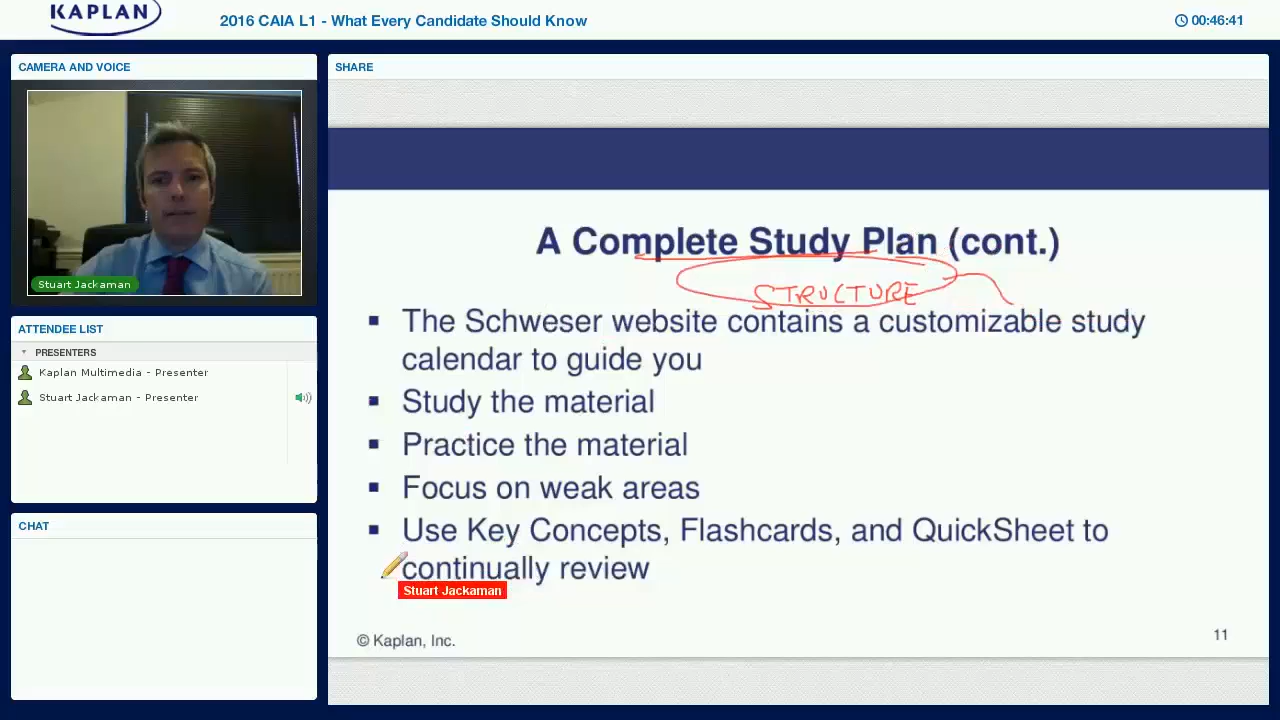 KAPLAN
2016 CAIA L1 - What Every Candidate Should Know
00:46:41
CAMERA AND VOICE
Stuart Jackaman
ATTENDEE LIST
PRESENTERS
Kaplan Multimedia - Presenter
Stuart Jackaman - Presenter
CHAT
SHARE
A Complete Study Plan (cont.)
STRUCTURE
▪ The Schweser website contains a customizable study
calendar to guide you
▪ Study the material
▪ Practice the material
▪ Focus on weak areas
▪ Use Key Concepts, Flashcards, and QuickSheet to
continually review
Stuart Jackaman
© Kaplan, Inc.
11